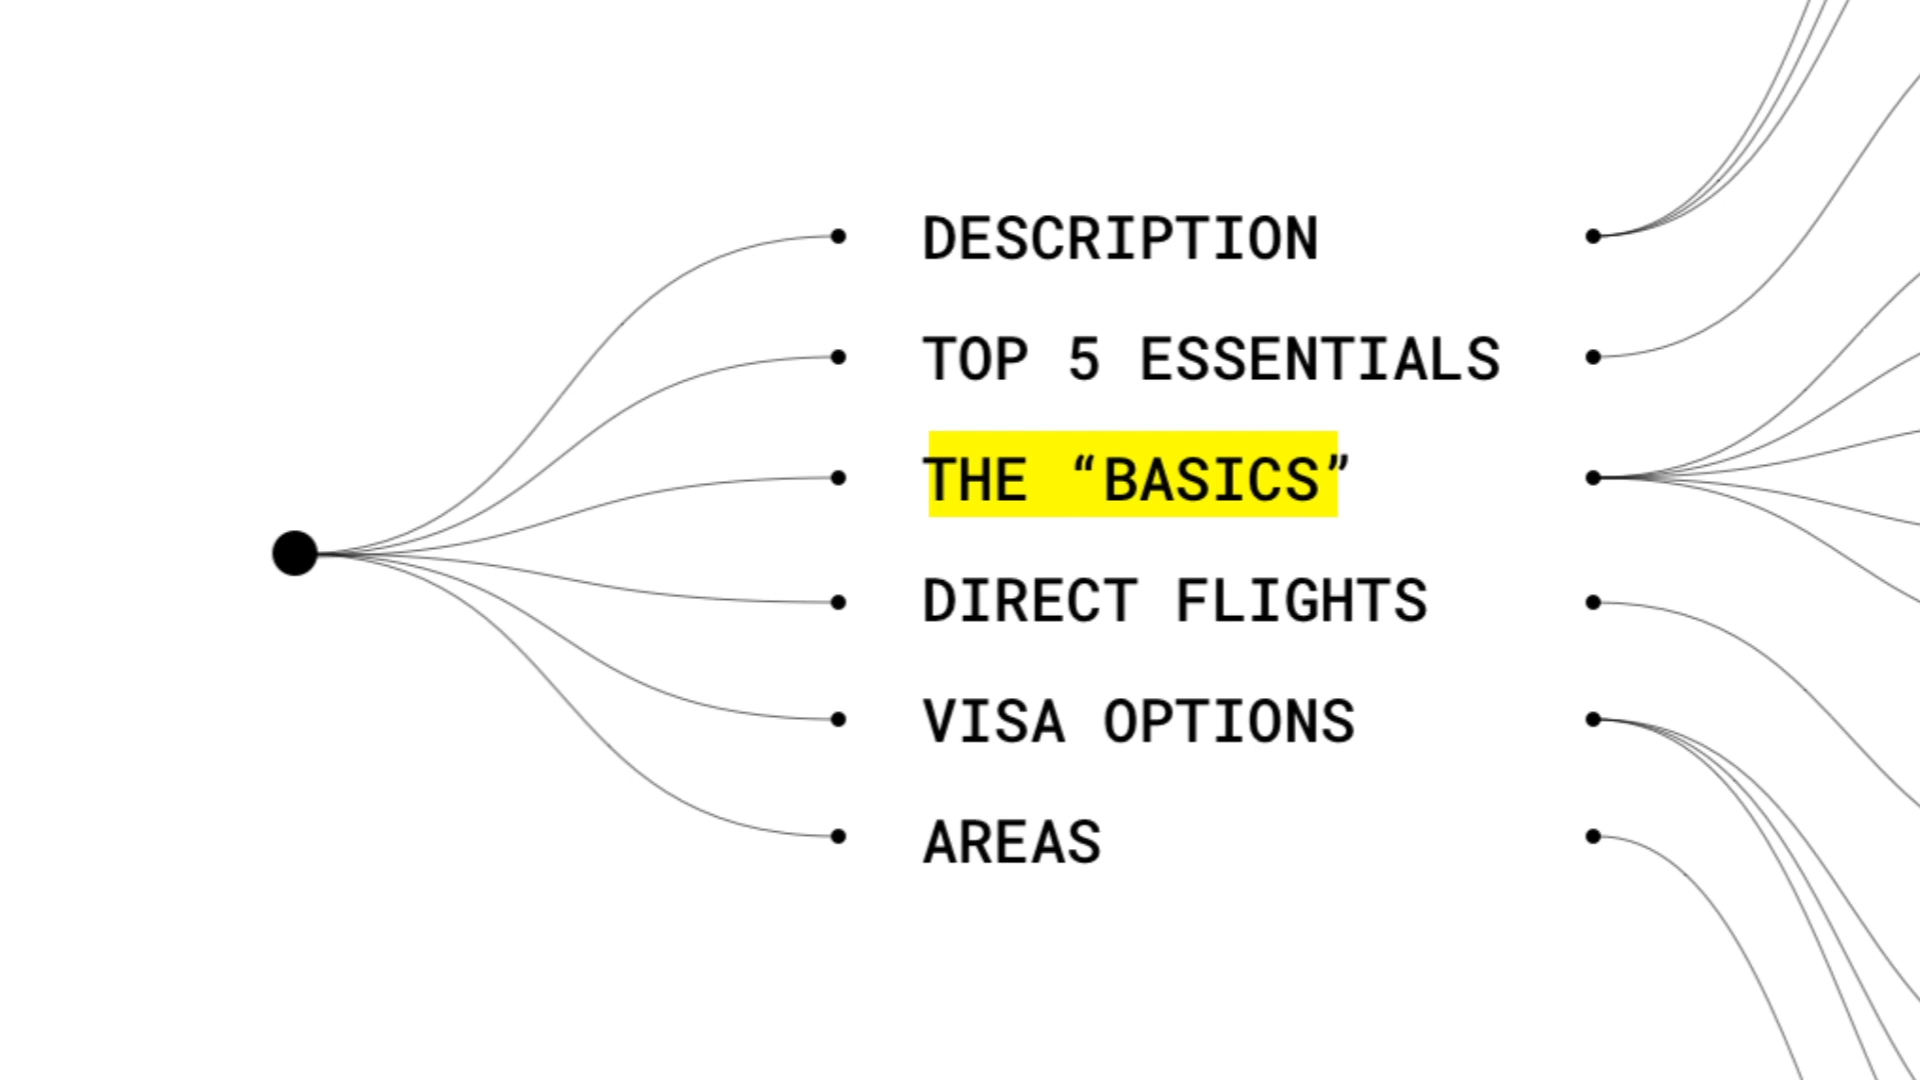 DESCRIPTION
TOP 5 ESSENTIALS
THE “BASICS”
DIRECT FLIGHTS
VISA OPTIONS
AREAS